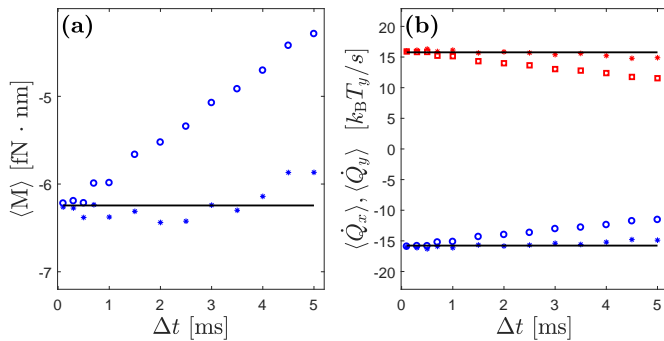 (a)
-5
-6
-7
⟨M⟩ [fN · nm]
0 1 2 3 4 5
Δt [ms]
(b)
20
15
10
5
0
-5
-10
-15
-20
⟨Q̇x⟩, ⟨Q̇y⟩ [kBTy/s]
0 1 2 3 4 5
Δt [ms]